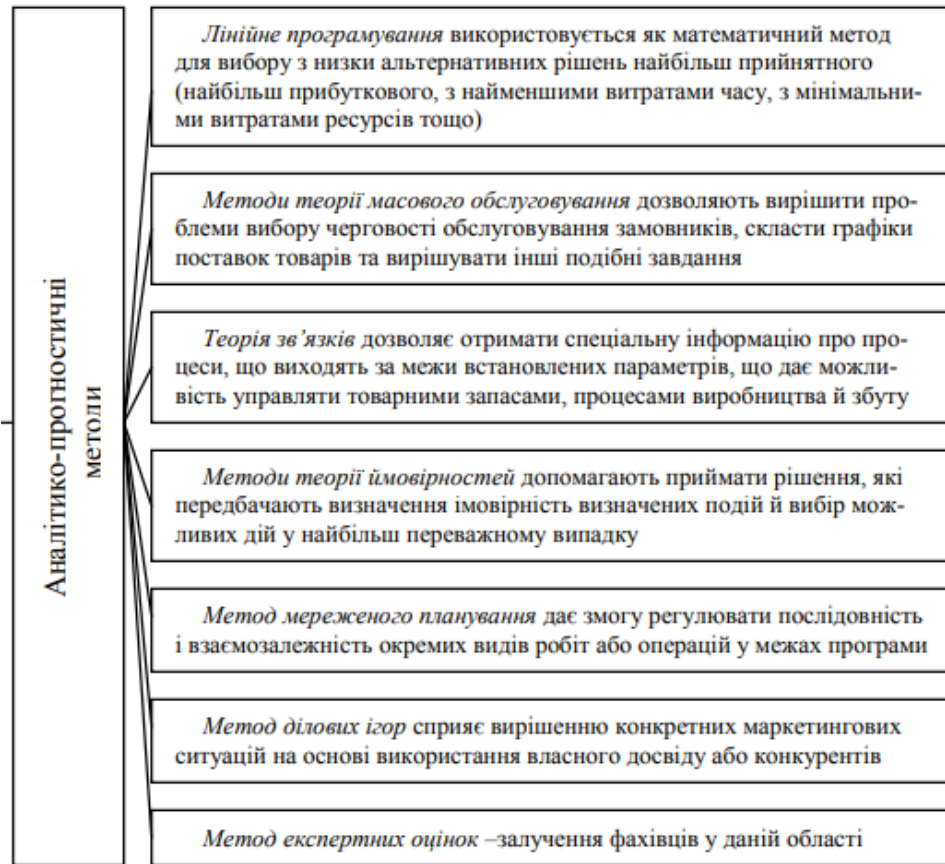 Аналітико-прогностичні
методи
Лінійне програмування використовується як математичний метод
для вибору з низки альтернативних рішень найбільш прийнятного
(найбільш прибуткового, з найменшими витратами часу, з мінімальни-
ми витратами ресурсів тощо)
Методи теорії масового обслуговування дозволяють вирішити про-
блеми вибору черговості обслуговування замовників, скласти графіки
поставок товарів та вирішувати інші подібні завдання
Теорія зв’язків дозволяє отримати спеціальну інформацію про про-
цеси, що виходять за межи встановлених параметрів, що дає можли-
вість управляти товарними запасами, процесами виробництва й збуту
Методи теорії ймовірностей допомагають приймати рішення, які
передбачають визначення імовірність визначених подій й вибір мож-
ливих дій у найбільш переважному випадку
Метод мереженого планування дає змогу регулювати послідовність
і взаємозалежність окремих видів робіт або операцій у межах програми
Метод ділових ігор сприяє вирішенню конкретних маркетингових
ситуацій на основі використання власного досвіду або конкурентів
Метод експертних оцінок –залучення фахівців у даній області